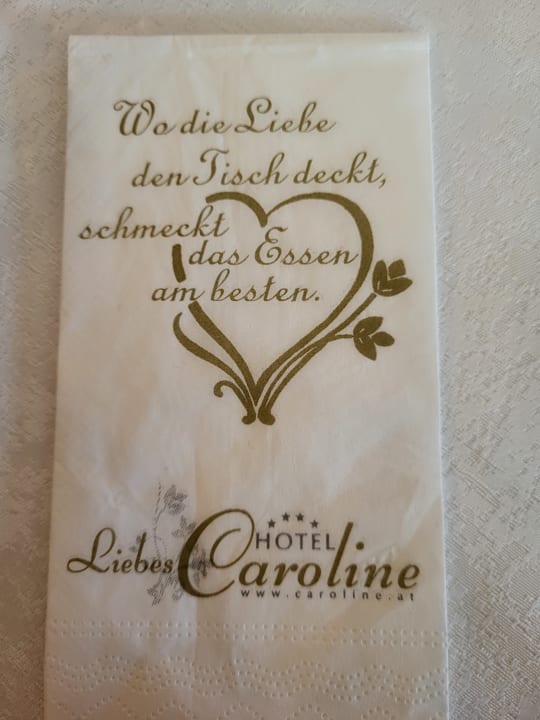 Wo die Liebe
den Tisch deckt,
schmeckt
das Essen
am besten.
HOTEL
Liebes Caroline
www.caroline.at